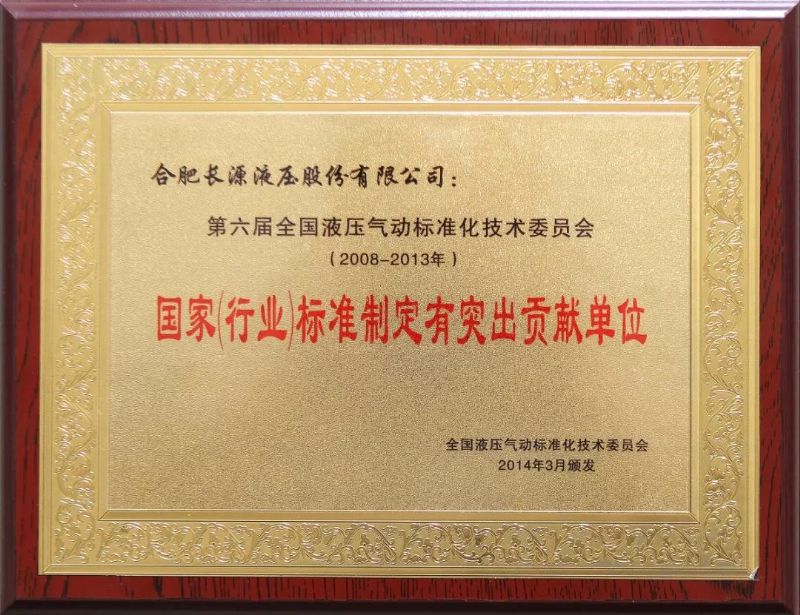 合肥长源液压股份有限公司：
第六届全国液压气动标准化技术委员会
（2008-2013年）
国家(行业)标准制定有突出贡献单位
全国液压气动标准化技术委员会
2014年3月颁发